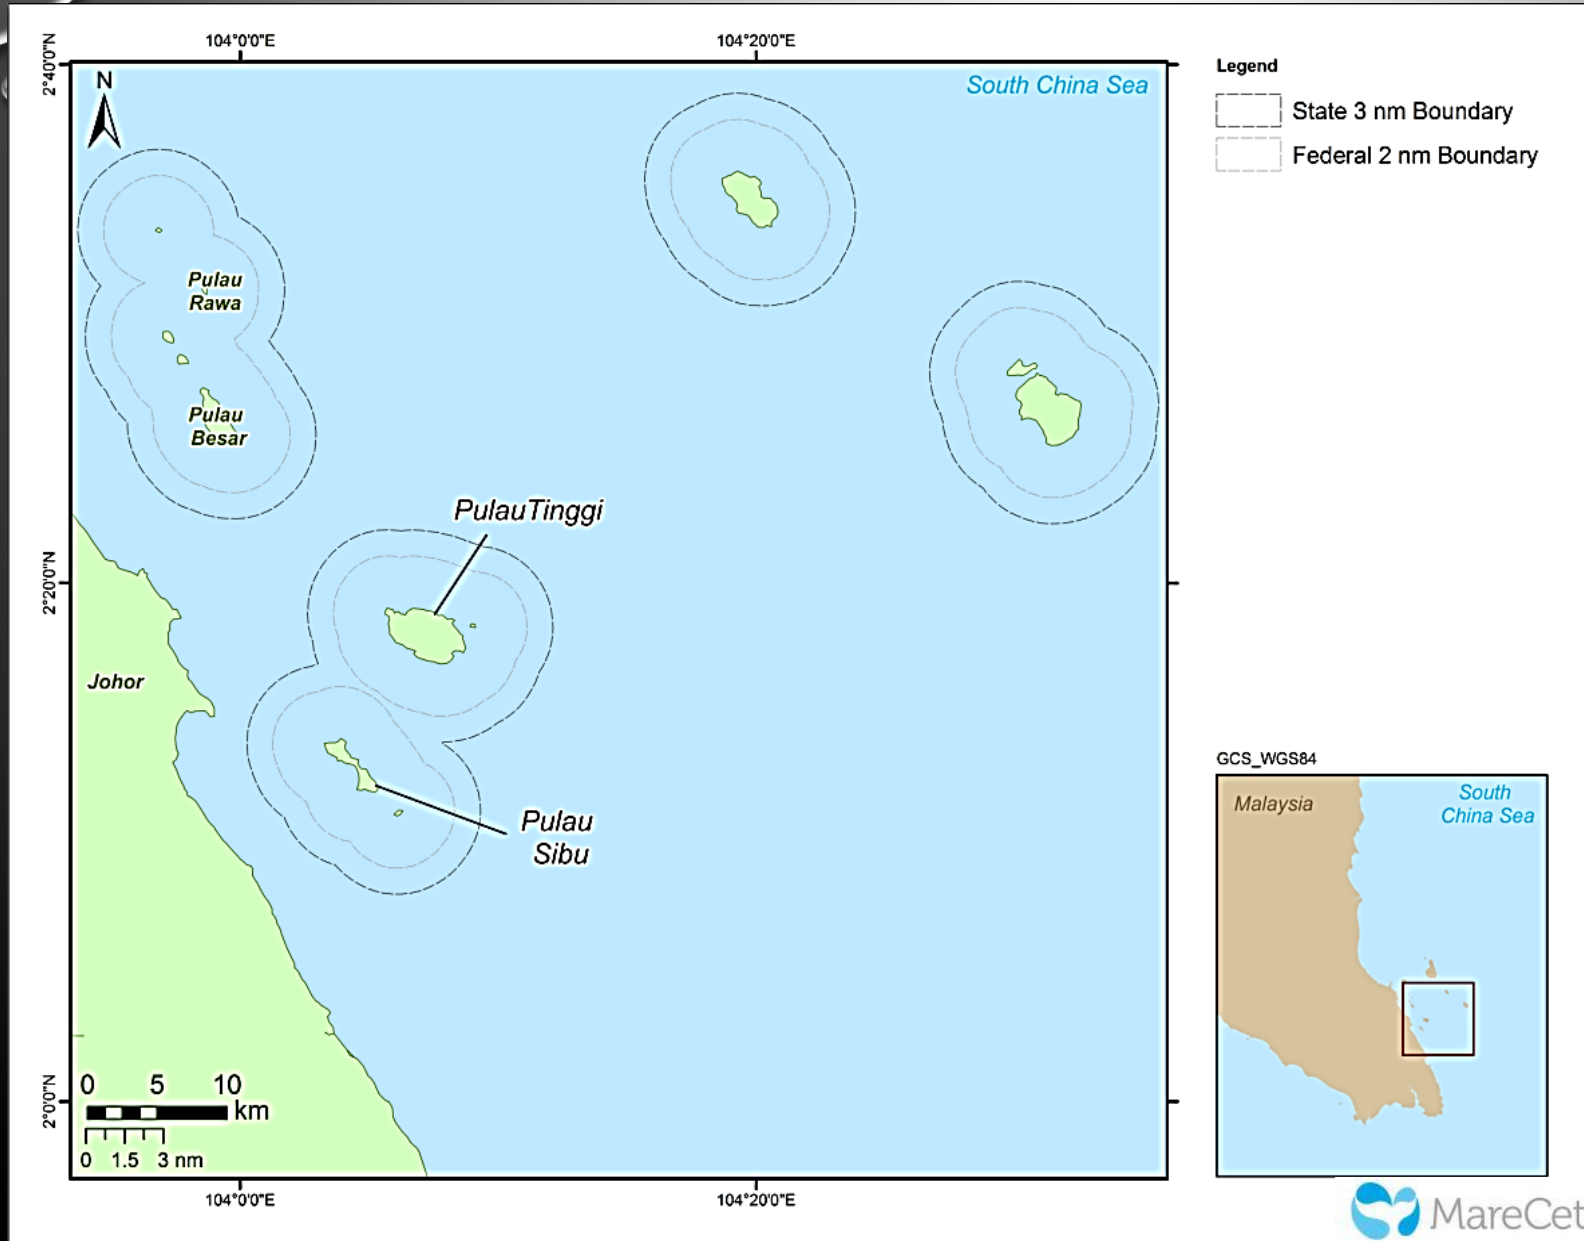 104°0'0"E
104°20'0"E
2°40'0"N
N
South China Sea
Legend
State 3 nm Boundary
Federal 2 nm Boundary
Pulau
Rawa
Pulau
Besar
PulauTinggi
2°20'0"N
Johor
Pulau
Sibu
GCS_WGS84
Malaysia
South
China Sea
2°0'0"N
0 5 10
km
0 1.5 3 nm
104°0'0"E
104°20'0"E
MareCet